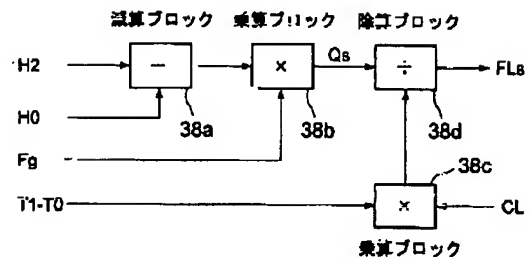 減算ブロック 乗算ブロック 除算ブロック
H2 − × Qs ÷ FLs
H0 38a 38b 38d
Fg
38c
T1-T0 × CL
乗算ブロック